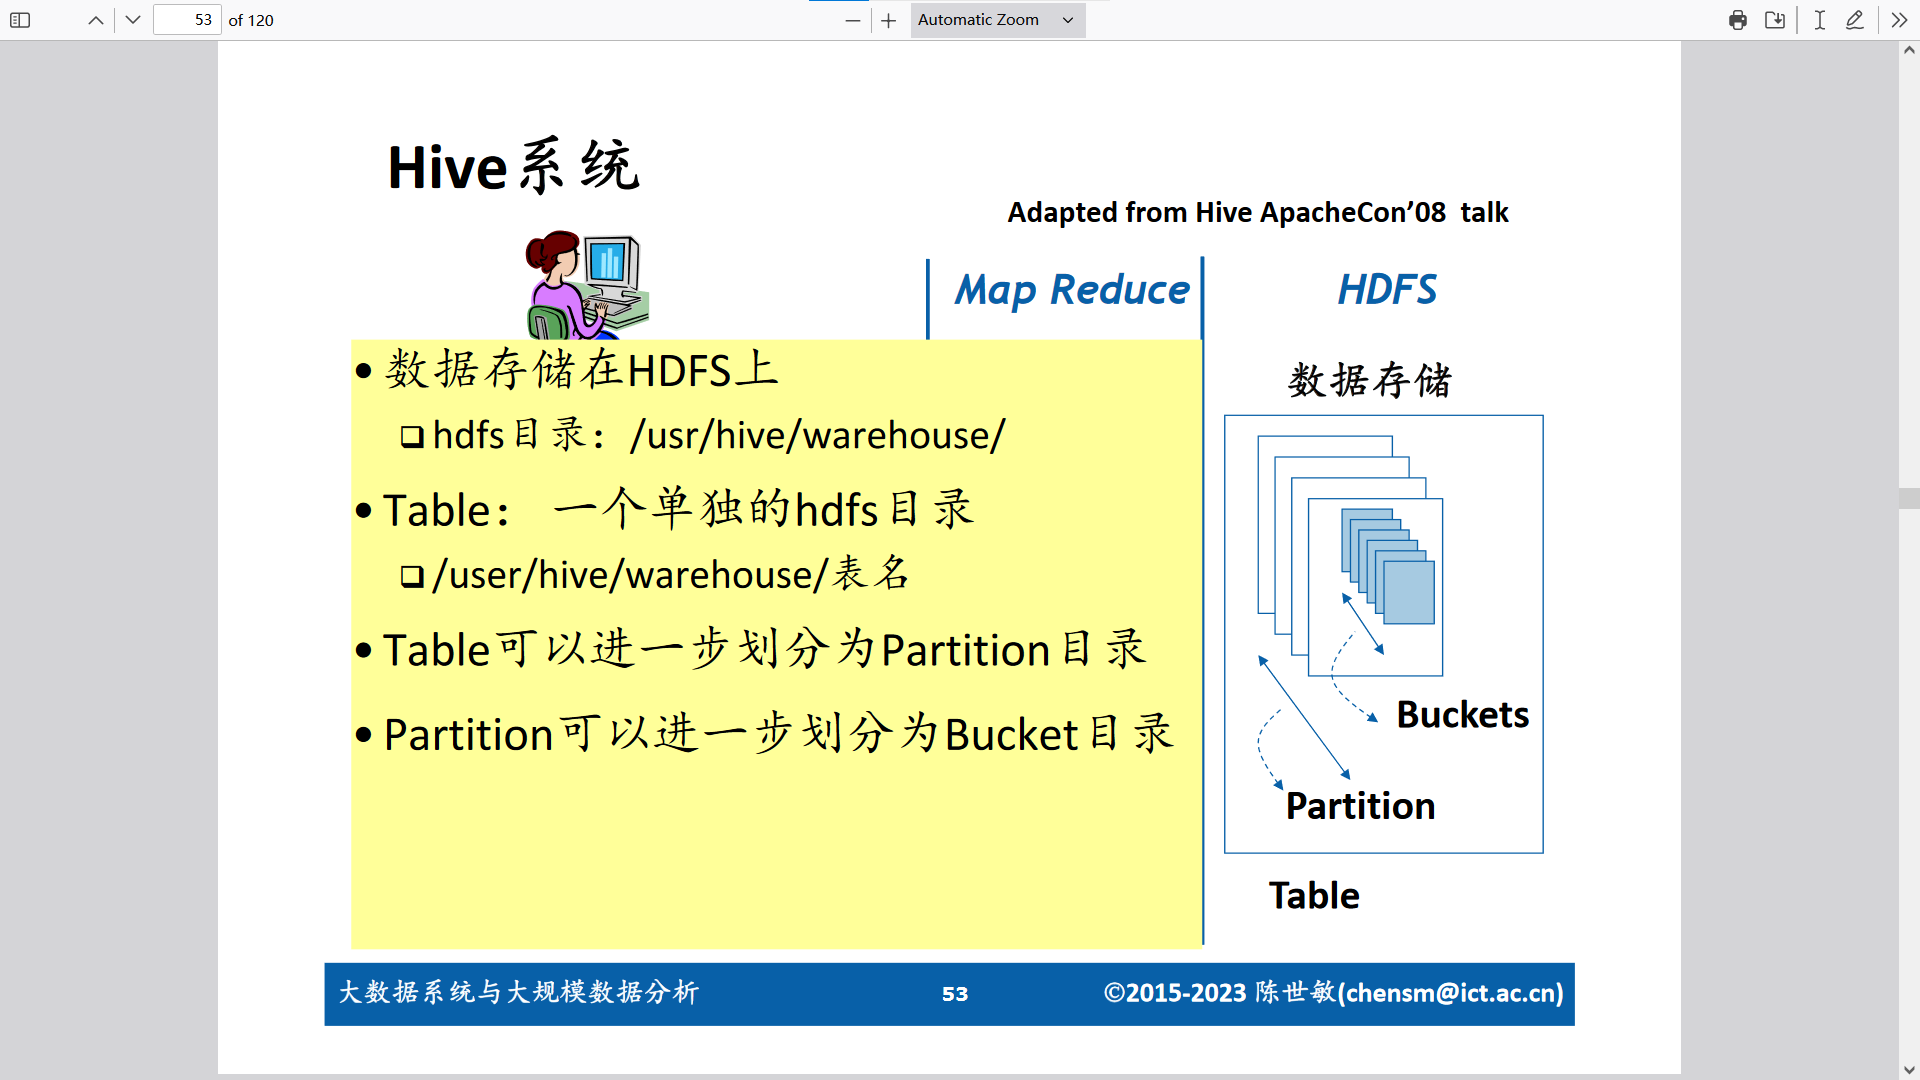 53 of 120
Automatic Zoom
Hive系统
Adapted from Hive ApacheCon’08 talk
Map Reduce
HDFS
• 数据存储在HDFS上
❑ hdfs目录：/usr/hive/warehouse/
• Table： 一个单独的hdfs目录
❑ /user/hive/warehouse/表名
• Table可以进一步划分为Partition目录
• Partition可以进一步划分为Bucket目录
数据存储
Buckets
Partition
Table
大数据系统与大规模数据分析
53
©2015-2023 陈世敏(chensm@ict.ac.cn)